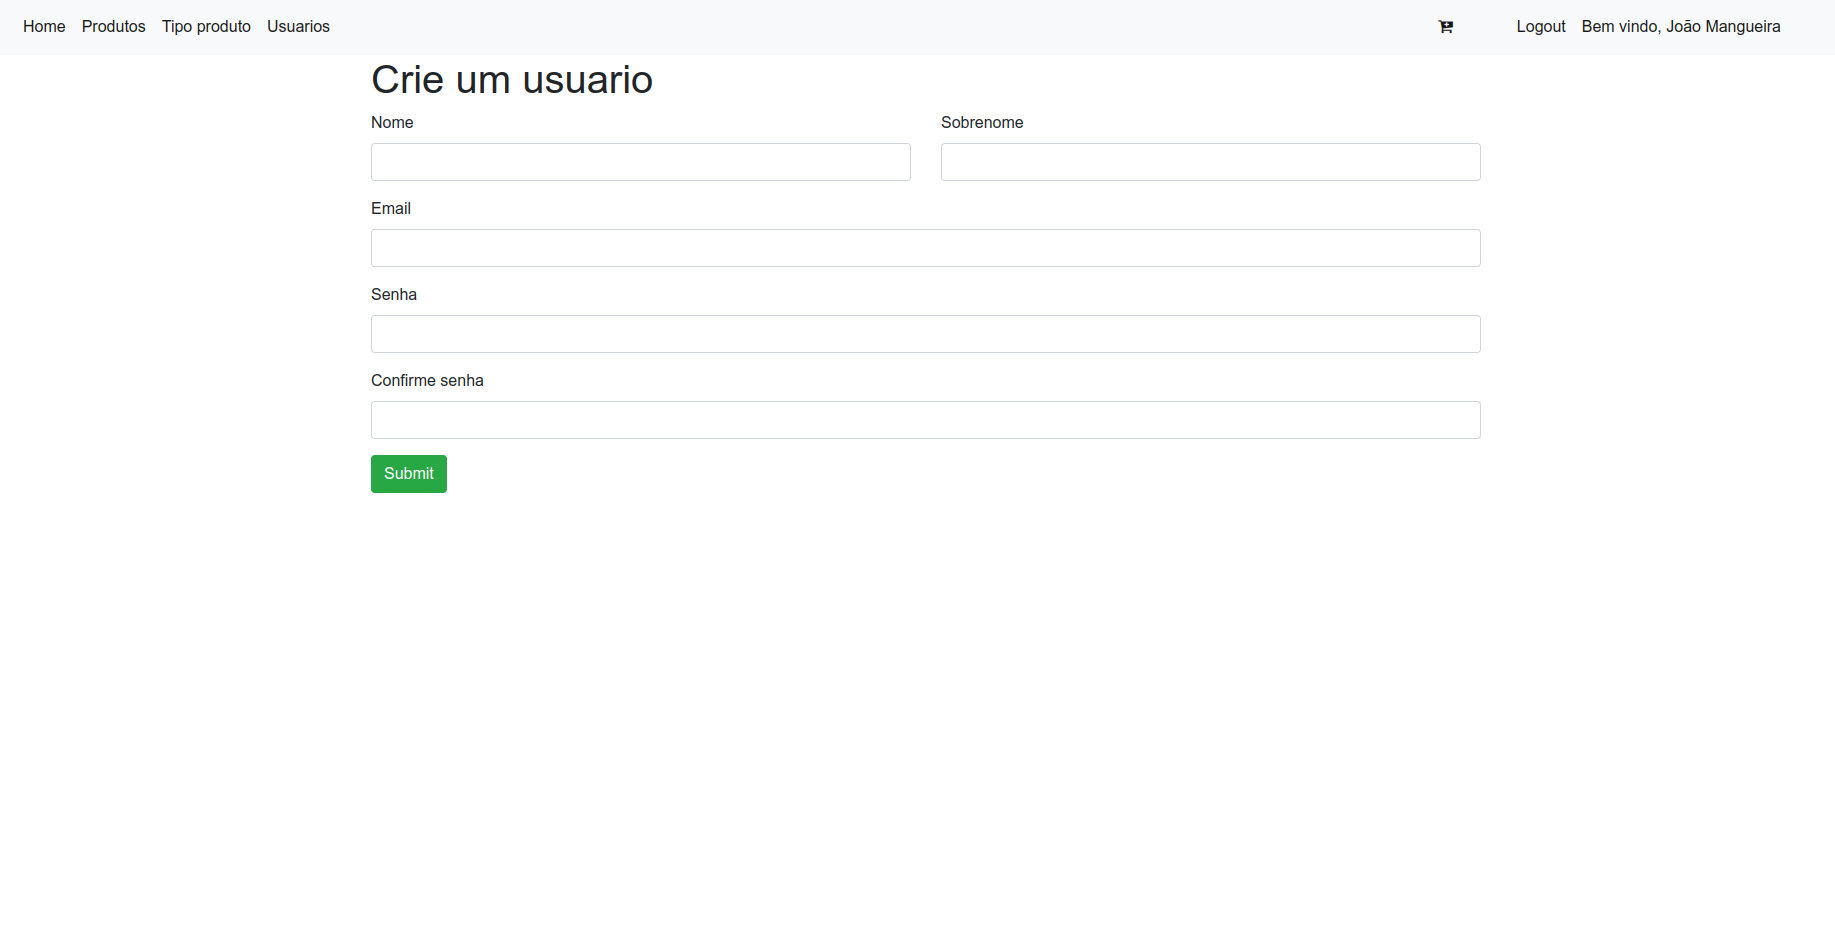 Home Produtos Tipo produto Usuarios Logout Bem vindo, João Mangueira
Crie um usuario
Nome Sobrenome
Email
Senha
Confirme senha
Submit